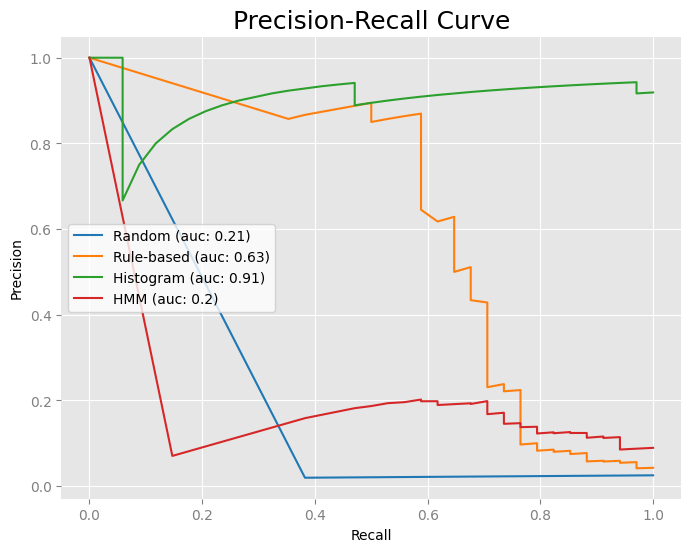 Precision-Recall Curve
1.0
0.8
0.6
0.4
0.2
0.0
Precision
Random (auc: 0.21)
Rule-based (auc: 0.63)
Histogram (auc: 0.91)
HMM (auc: 0.2)
0.0 0.2 0.4 0.6 0.8 1.0
Recall